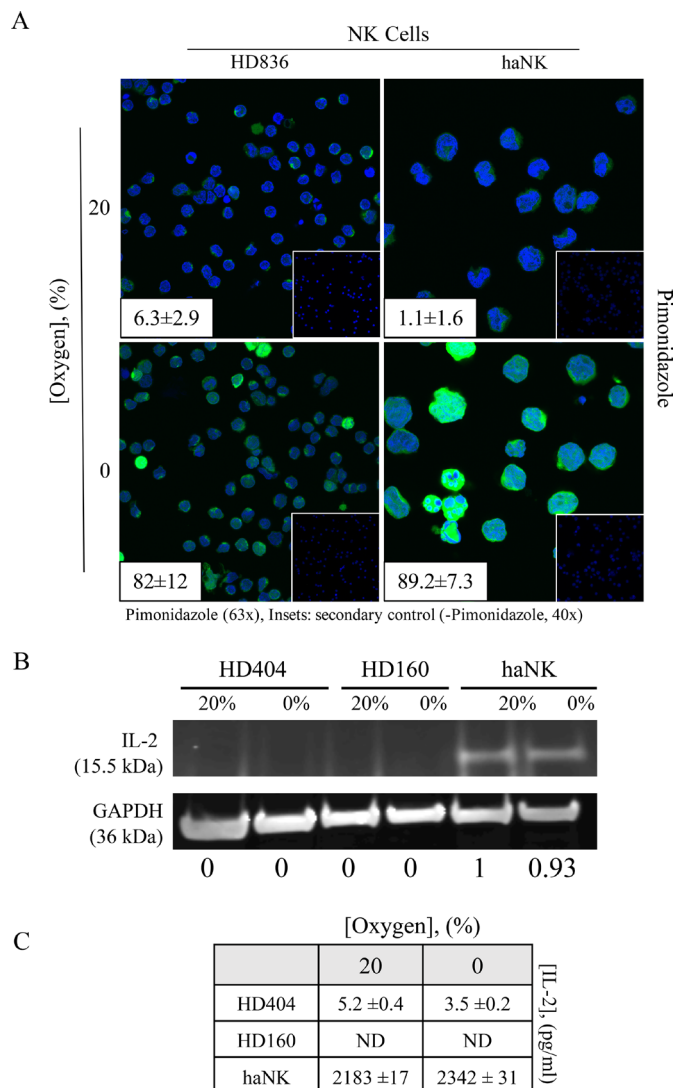 A
NK Cells
HD836 haNK
[Oxygen], (%)
20
6.3±2.9 1.1±1.6
Pimonidazole
0
82±12 89.2±7.3
Pimonidazole (63x), Insets: secondary control (-Pimonidazole, 40x)
B
HD404 HD160 haNK
20% 0% 20% 0% 20% 0%
IL-2
(15.5 kDa)
GAPDH
(36 kDa)
0 0 0 0 1 0.93
C
[Oxygen], (%)
20 0
HD404 5.2 ±0.4 3.5 ±0.2
HD160 ND ND
haNK 2183 ±17 2342 ± 31
[IL-2], (pg/ml)